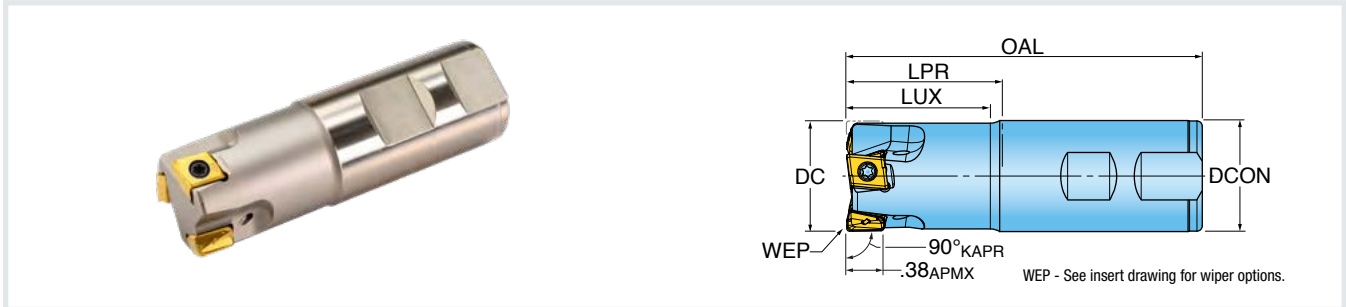 OAL
LPR
LUX
DC
DCON
WEP
90°KAPR
.38APMX
WEP - See insert drawing for wiper options.